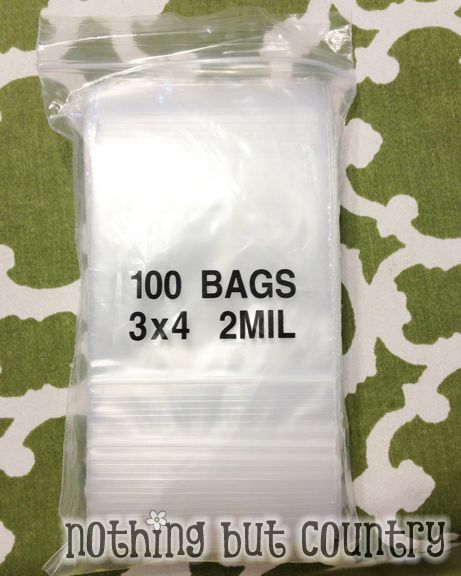 100 BAGS
3x4 2MIL
nothing but country